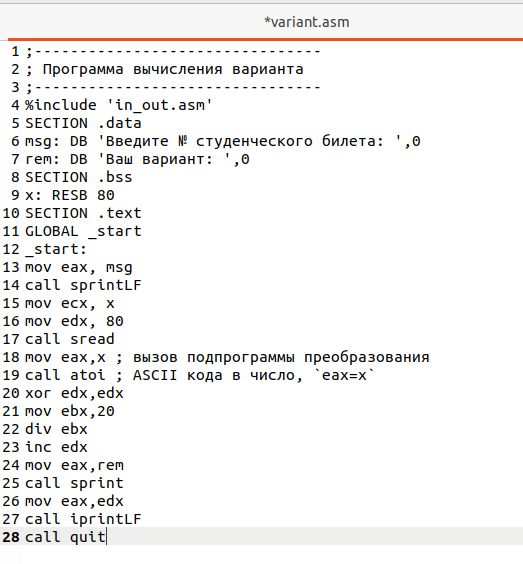 *variant.asm
1 ;--------------------------------
2 ; Программа вычисления варианта
3 ;--------------------------------
4 %include 'in_out.asm'
5 SECTION .data
6 msg: DB 'Введите № студенческого билета: ',0
7 rem: DB 'Ваш вариант: ',0
8 SECTION .bss
9 x: RESB 80
10 SECTION .text
11 GLOBAL _start
12 _start:
13 mov eax, msg
14 call sprintLF
15 mov ecx, x
16 mov edx, 80
17 call sread
18 mov eax,x ; вызов подпрограммы преобразования
19 call atoi ; ASCII кода в число, `eax=x`
20 xor edx,edx
21 mov ebx,20
22 div ebx
23 inc edx
24 mov eax,rem
25 call sprint
26 mov eax,edx
27 call iprintLF
28 call quit